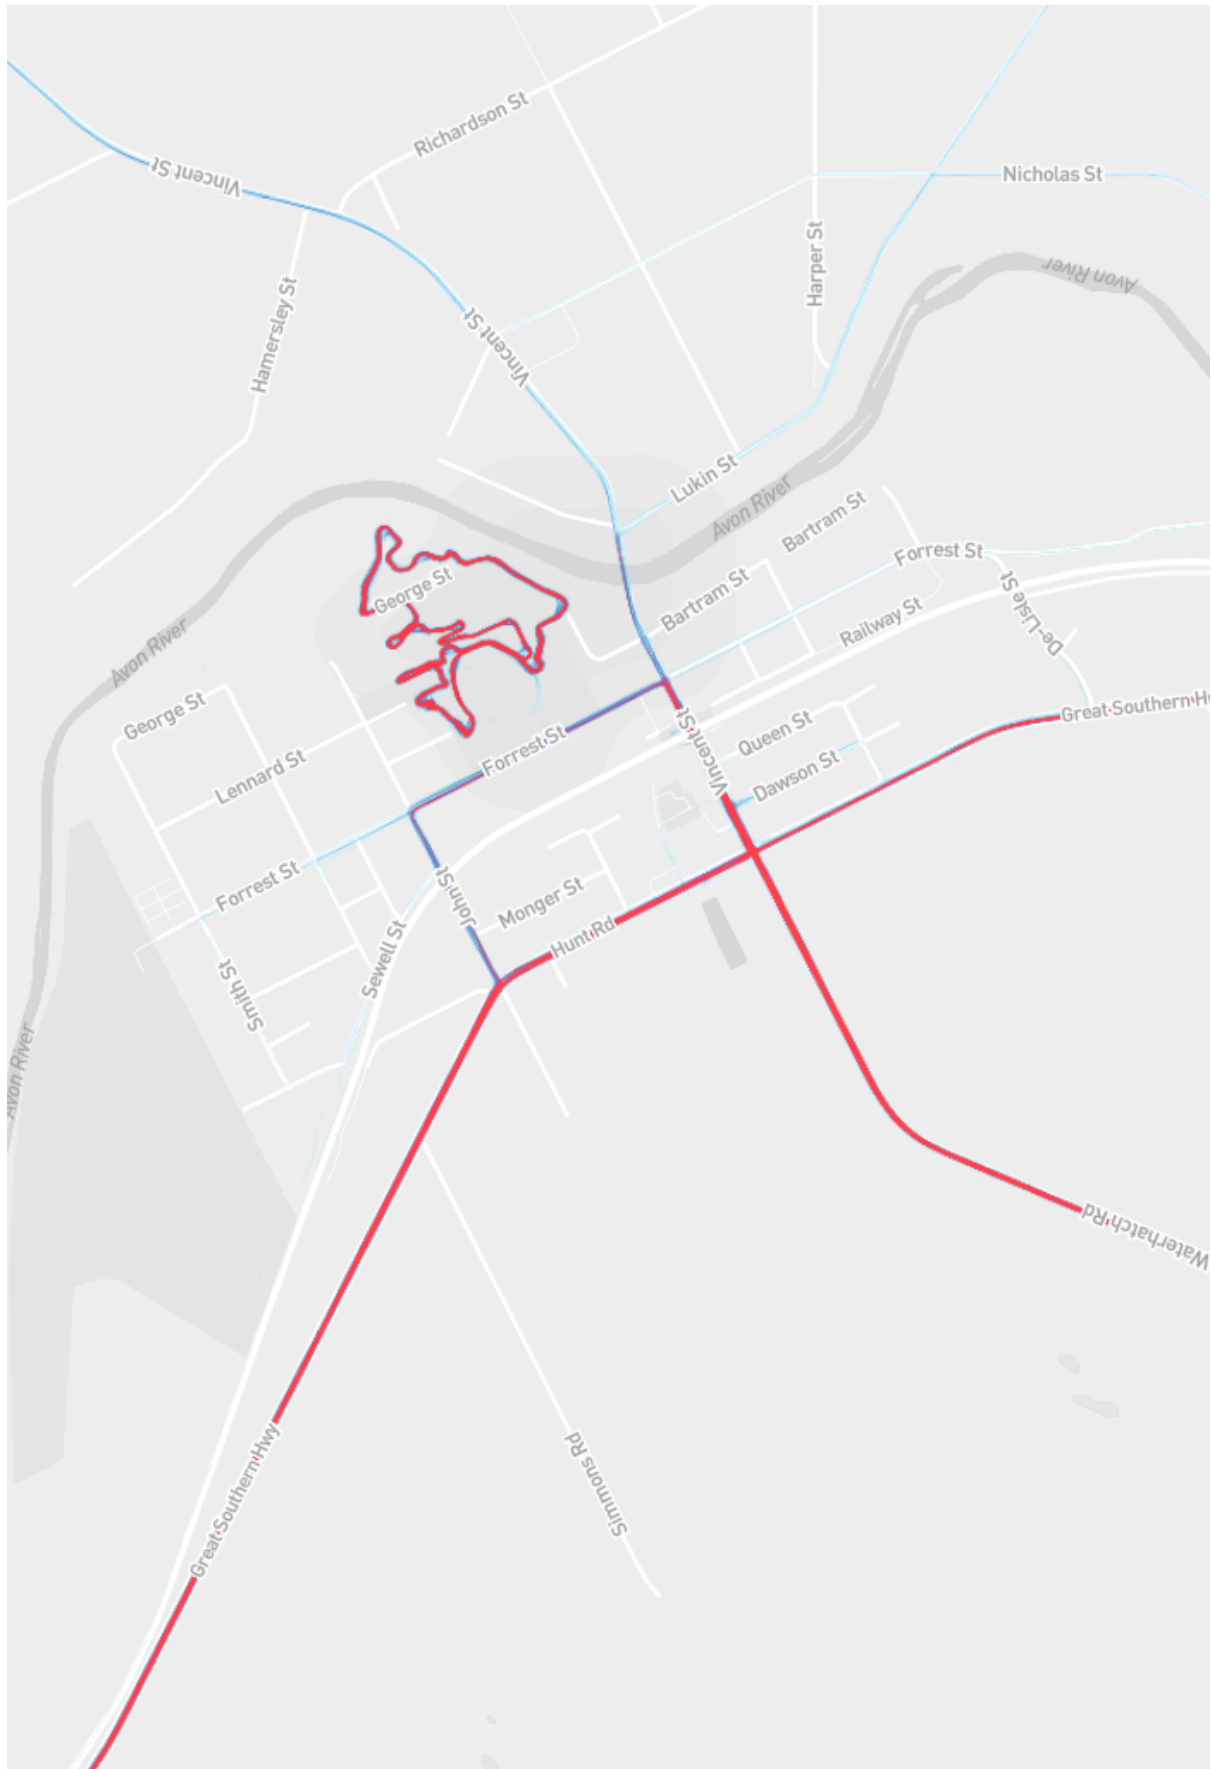 Richardson St
Vincent St
Nicholas St
Harper St
Avon River
Hamersley St
Vincent St
Lukin St
Avon River
Bartram St
Forrest St
George St
Bartram St
De-Lisle St
Railway St
Avon River
George St
Great Southern H
Vincent St
Queen St
Forrest St
Lennard St
Dawson St
Forrest St
John St
Monger St
Hunt Rd
Sewell St
Smith St
Avon River
Waterhatch Rd
Great Southern Hwy
Simmons Rd